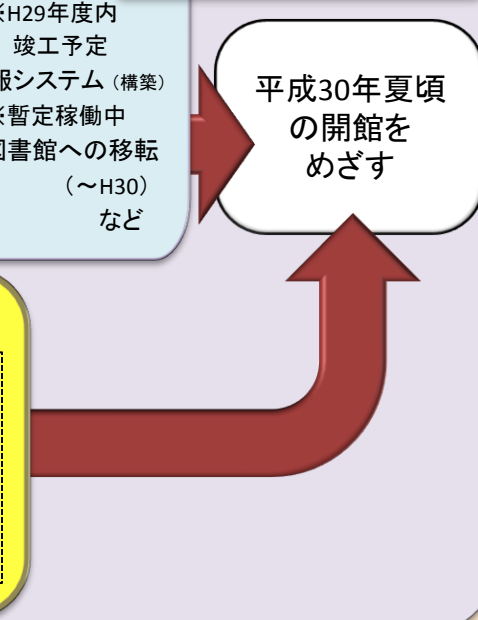 ※H29年度内
竣工予定
報システム（構築）
※暫定稼働中
図書館への移転
（～H30）
など
平成30年夏頃
の開館を
めざす